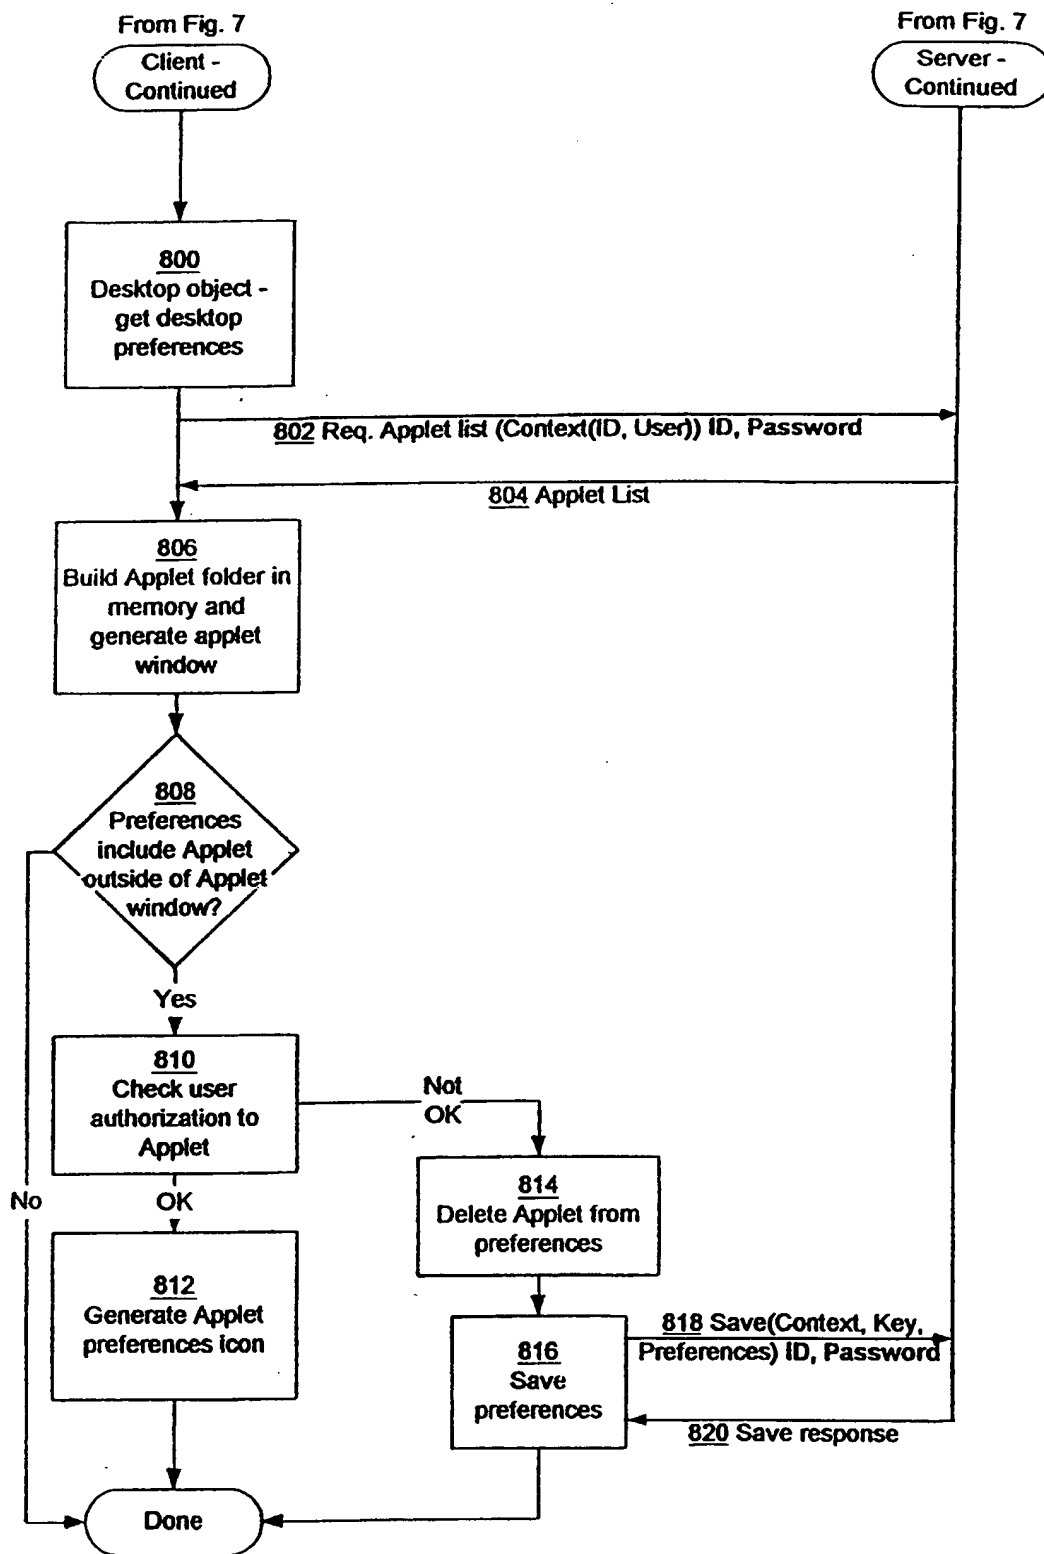 From Fig. 7
Client -
Continued
From Fig. 7
Server -
Continued
800
Desktop object -
get desktop
preferences
802 Req. Applet list (Context(ID, User)) ID, Password
804 Applet List
806
Build Applet folder in
memory and
generate applet
window
808
Preferences
include Applet
outside of Applet
window?
Yes
No
810
Check user
authorization to
Applet
Not
OK
OK
812
Generate Applet
preferences icon
814
Delete Applet from
preferences
816
Save
preferences
818 Save(Context, Key,
Preferences) ID, Password
820 Save response
Done